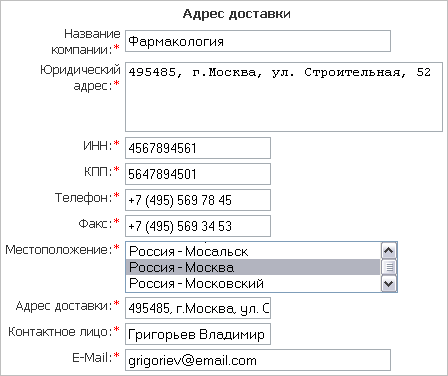 Адрес доставки
Название компании:* Фармакология
Юридический адрес:* 495485, г.Москва, ул. Строительная, 52
ИНН:* 4567894561
КПП:* 5647894501
Телефон:* +7 (495) 569 78 45
Факс:* +7 (495) 569 34 53
Местоположение:* Россия - Мосальск
Россия - Москва
Россия - Московский
Адрес доставки:* 495485, г.Москва, ул. С
Контактное лицо:* Григорьев Владимир
E-Mail:* grigoriev@email.com